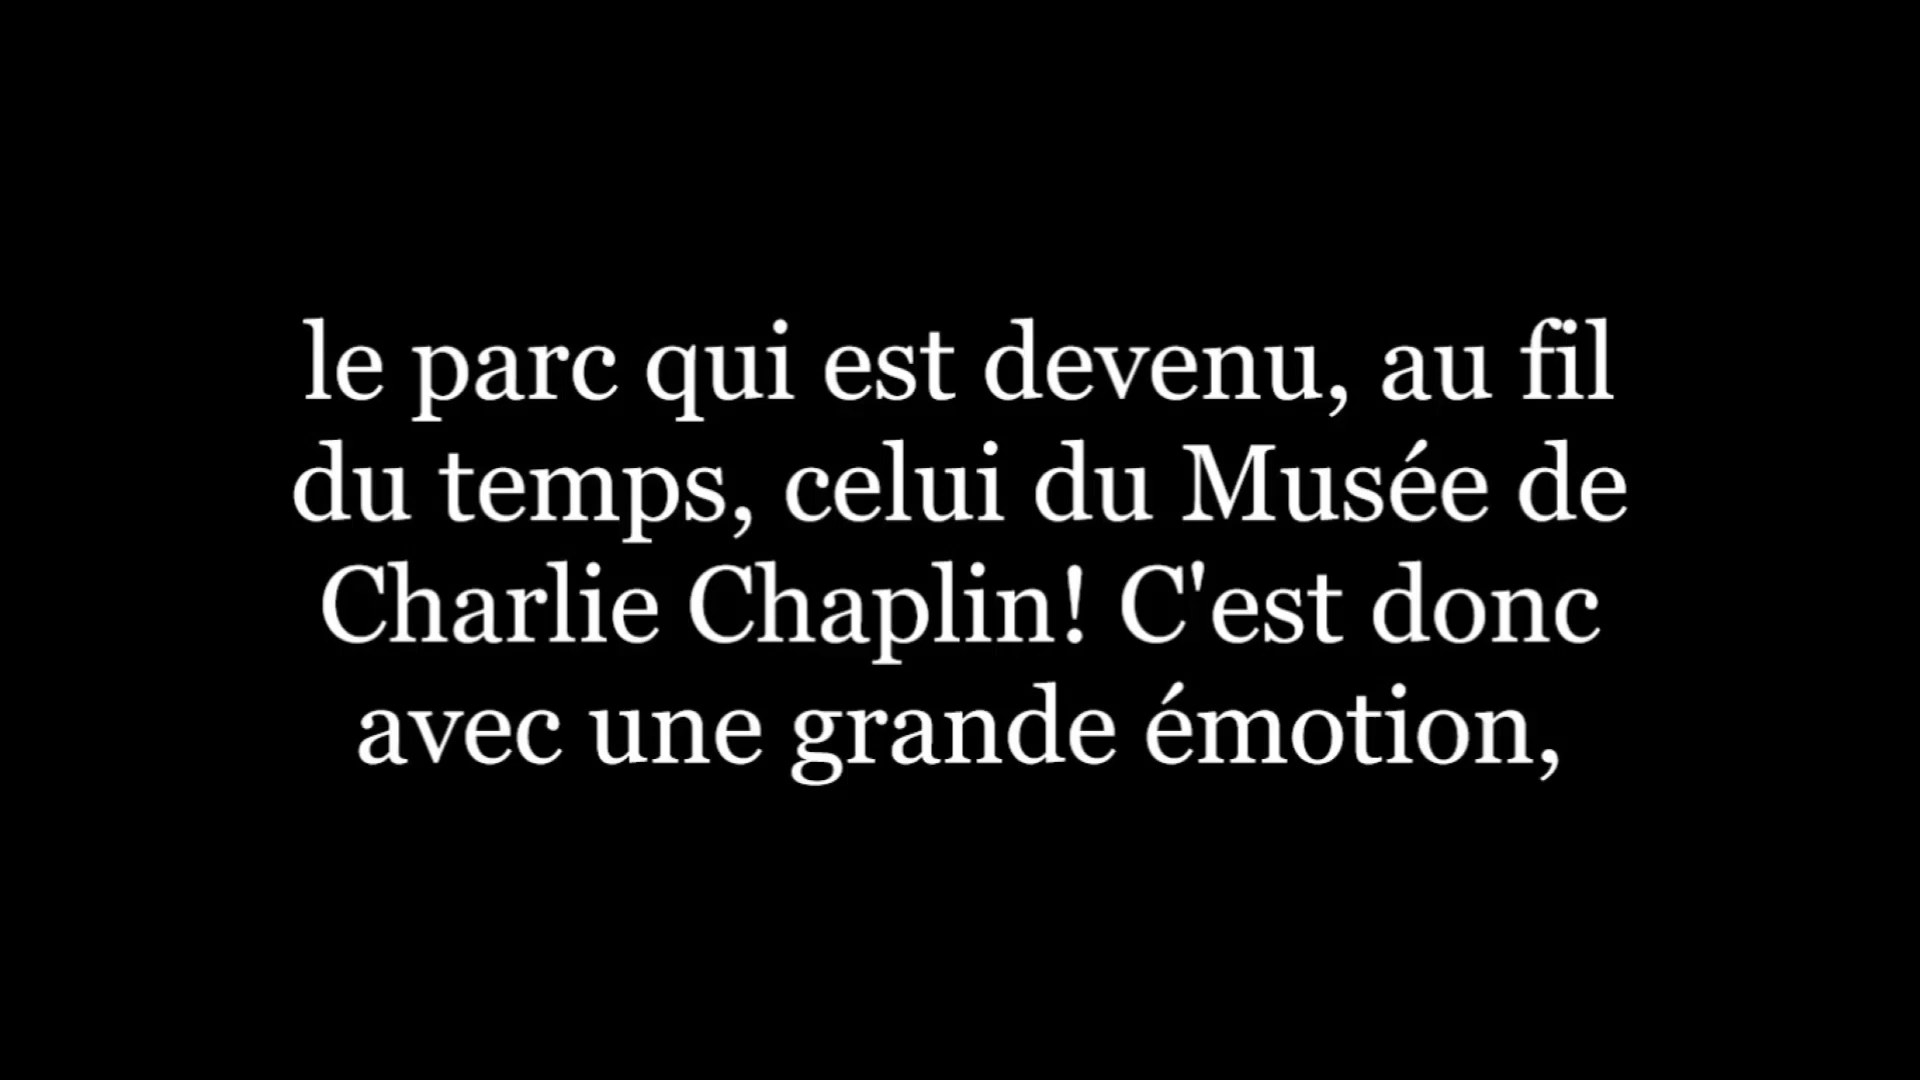 le parc qui est devenu, au fil
du temps, celui du Musée de
Charlie Chaplin! C'est donc
avec une grande émotion,